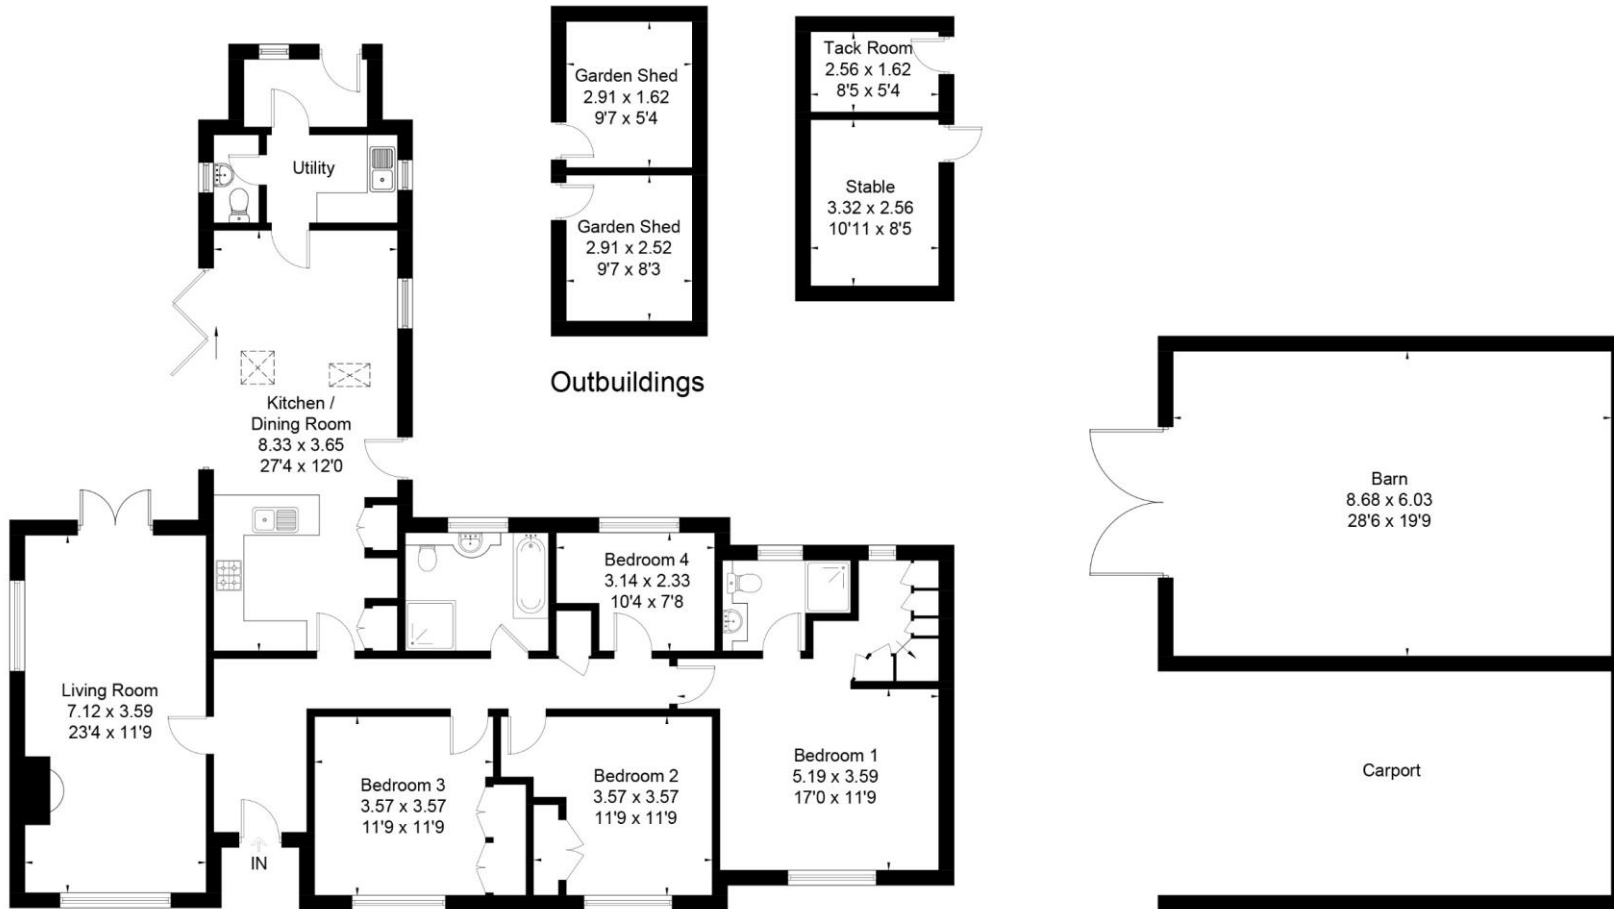 Garden Shed
2.91 x 1.62
9'7 x 5'4
Tack Room
2.56 x 1.62
8'5 x 5'4
Utility
Stable
3.32 x 2.56
10'11 x 8'5
Garden Shed
2.91 x 2.52
9'7 x 8'3
Outbuildings
Kitchen /
Dining Room
8.33 x 3.65
27'4 x 12'0
Barn
8.68 x 6.03
28'6 x 19'9
Bedroom 4
3.14 x 2.33
10'4 x 7'8
Living Room
7.12 x 3.59
23'4 x 11'9
Bedroom 3
3.57 x 3.57
11'9 x 11'9
Bedroom 2
3.57 x 3.57
11'9 x 11'9
Bedroom 1
5.19 x 3.59
17'0 x 11'9
Carport
IN